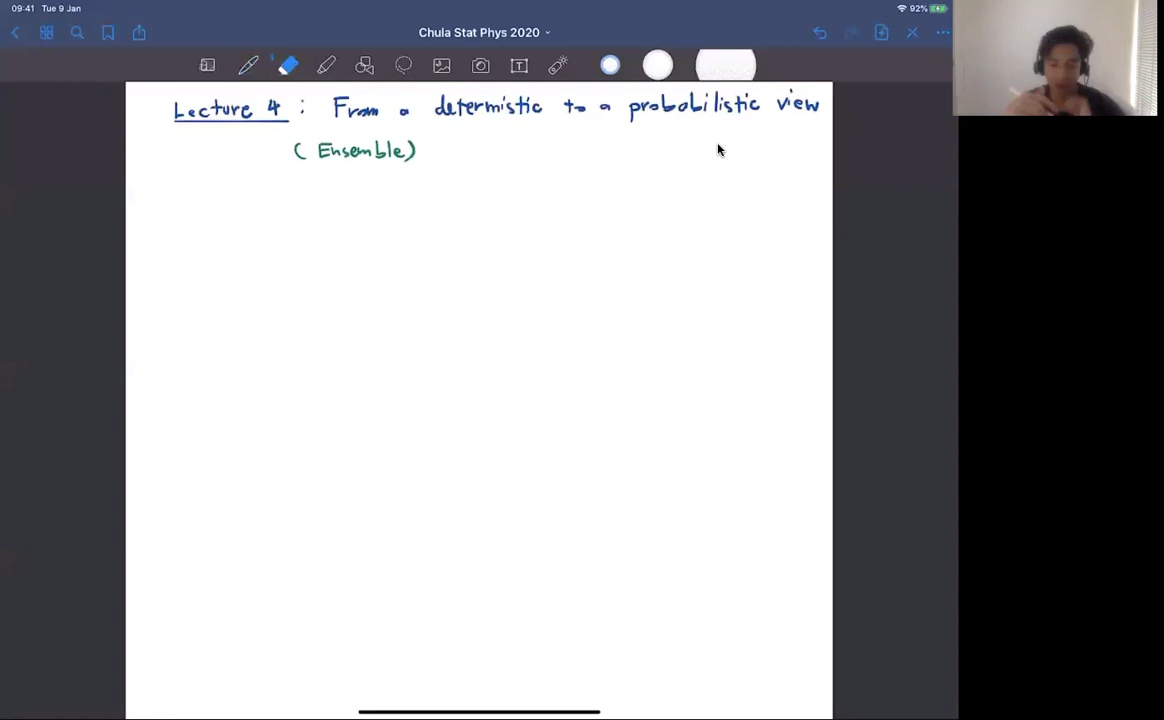 09:41 Tue 9 Jan
92%
Chula Stat Phys 2020
Lecture 4 : From a determistic to a probabilistic view
(Ensemble)